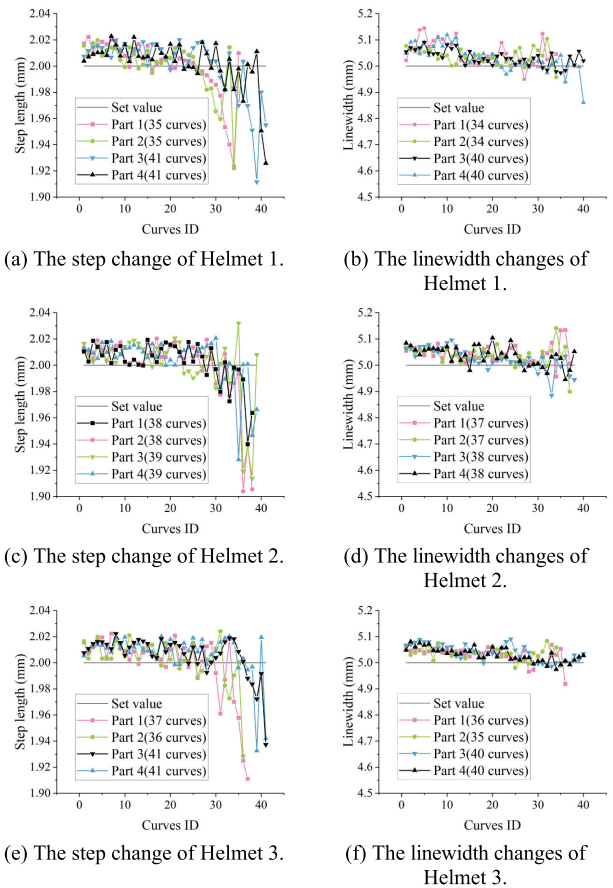 2.04
2.02
2.00
1.98
1.96
1.94
1.92
1.90
Step length (mm)
Set value
Part 1(35 curves)
Part 2(35 curves)
Part 3(41 curves)
Part 4(41 curves)
0 10 20 30 40
Curves ID
(a) The step change of Helmet 1.
5.2
5.1
5.0
4.9
4.8
4.7
4.6
4.5
Linewidth (mm)
Set value
Part 1(34 curves)
Part 2(34 curves)
Part 3(40 curves)
Part 4(40 curves)
0 10 20 30 40
Curves ID
(b) The linewidth changes of
Helmet 1.
2.04
2.02
2.00
1.98
1.96
1.94
1.92
1.90
Step length (mm)
Set value
Part 1(38 curves)
Part 2(38 curves)
Part 3(39 curves)
Part 4(39 curves)
0 10 20 30 40
Curves ID
(c) The step change of Helmet 2.
5.2
5.1
5.0
4.9
4.8
4.7
4.6
4.5
Linewidth (mm)
Set value
Part 1(37 curves)
Part 2(37 curves)
Part 3(38 curves)
Part 4(38 curves)
0 10 20 30 40
Curves ID
(d) The linewidth changes of
Helmet 2.
2.04
2.02
2.00
1.98
1.96
1.94
1.92
1.90
Step length (mm)
Set value
Part 1(37 curves)
Part 2(36 curves)
Part 3(41 curves)
Part 4(41 curves)
0 10 20 30 40
Curves ID
(e) The step change of Helmet 3.
5.2
5.1
5.0
4.9
4.8
4.7
4.6
4.5
Linewidth (mm)
Set value
Part 1(36 curves)
Part 2(35 curves)
Part 3(40 curves)
Part 4(40 curves)
0 10 20 30 40
Curves ID
(f) The linewidth changes of
Helmet 3.